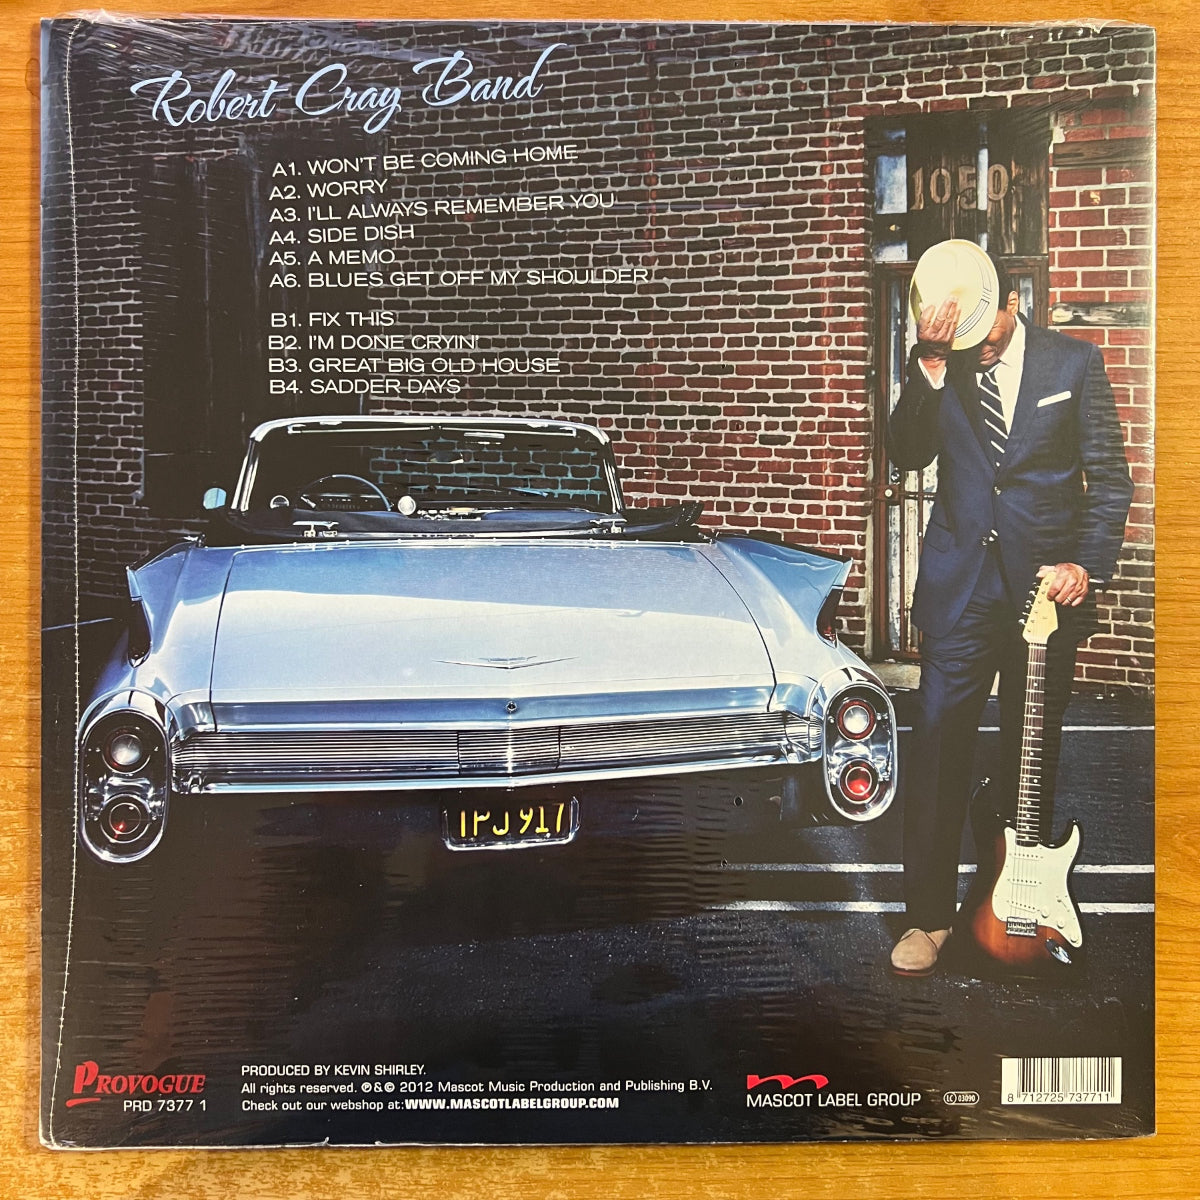 Robert Cray Band
A1. WON'T BE COMING HOME
A2. WORRY
A3. I'LL ALWAYS REMEMBER YOU
A4. SIDE DISH
A5. A MEMO
A6. BLUES GET OFF MY SHOULDER
B1. FIX THIS
B2. I'M DONE CRYIN'
B3. GREAT BIG OLD HOUSE
B4. SADDER DAYS
1050
PROVOGUE
PRD 7377 1
PRODUCED BY KEVIN SHIRLEY.
All rights reserved. ℗&© 2012 Mascot Music Production and Publishing B.V.
Check out our webshop at:WWW.MASCOTLABELGROUP.COM
MASCOT LABEL GROUP
LC 03090
8 712725 737711